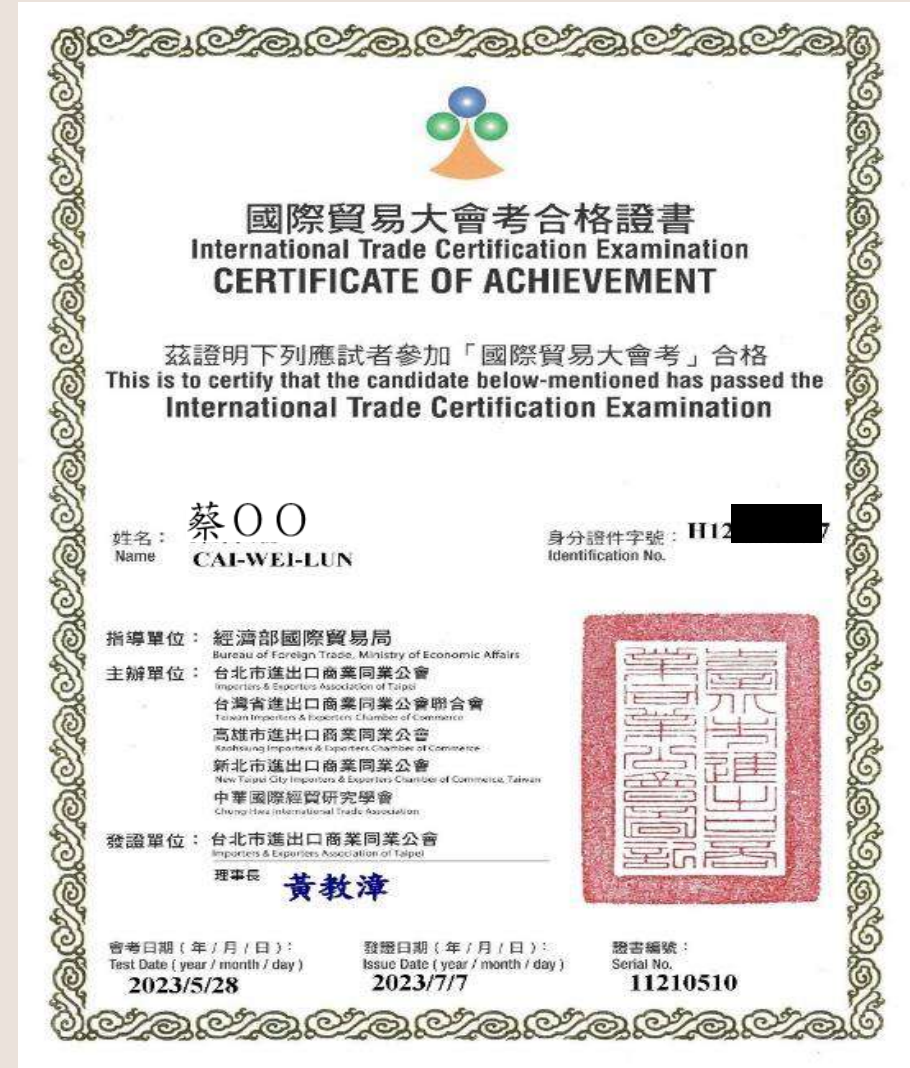 國際貿易大會考合格證書
International Trade Certification Examination
CERTIFICATE OF ACHIEVEMENT
茲證明下列應試者參加「國際貿易大會考」合格
This is to certify that the candidate below-mentioned has passed the
International Trade Certification Examination
姓名： 蔡〇〇
Name CAI-WEI-LUN
身分證件字號： H12 7
Identification No.
指導單位： 經濟部國際貿易局
Bureau of Foreign Trade, Ministry of Economic Affairs
主辦單位： 台北市進出口商業同業公會
Importers & Exporters Association of Taipei
台灣省進出口商業同業公會聯合會
Taiwan Importers & Exporters Chamber of Commerce
高雄市進出口商業同業公會
Kaohsiung Importers & Exporters Chamber of Commerce
新北市進出口商業同業公會
New Taipei City Importers & Exporters Chamber of Commerce, Taiwan
中華國際經貿研究學會
Chung Hwa International Trade Association
發證單位： 台北市進出口商業同業公會
Importers & Exporters Association of Taipei
理事長 黃教漳
會考日期（年/月/日）：
Test Date ( year / month / day )
2023/5/28
發證日期（年/月/日）：
Issue Date ( year / month / day )
2023/7/7
證書編號：
Serial No.
11210510